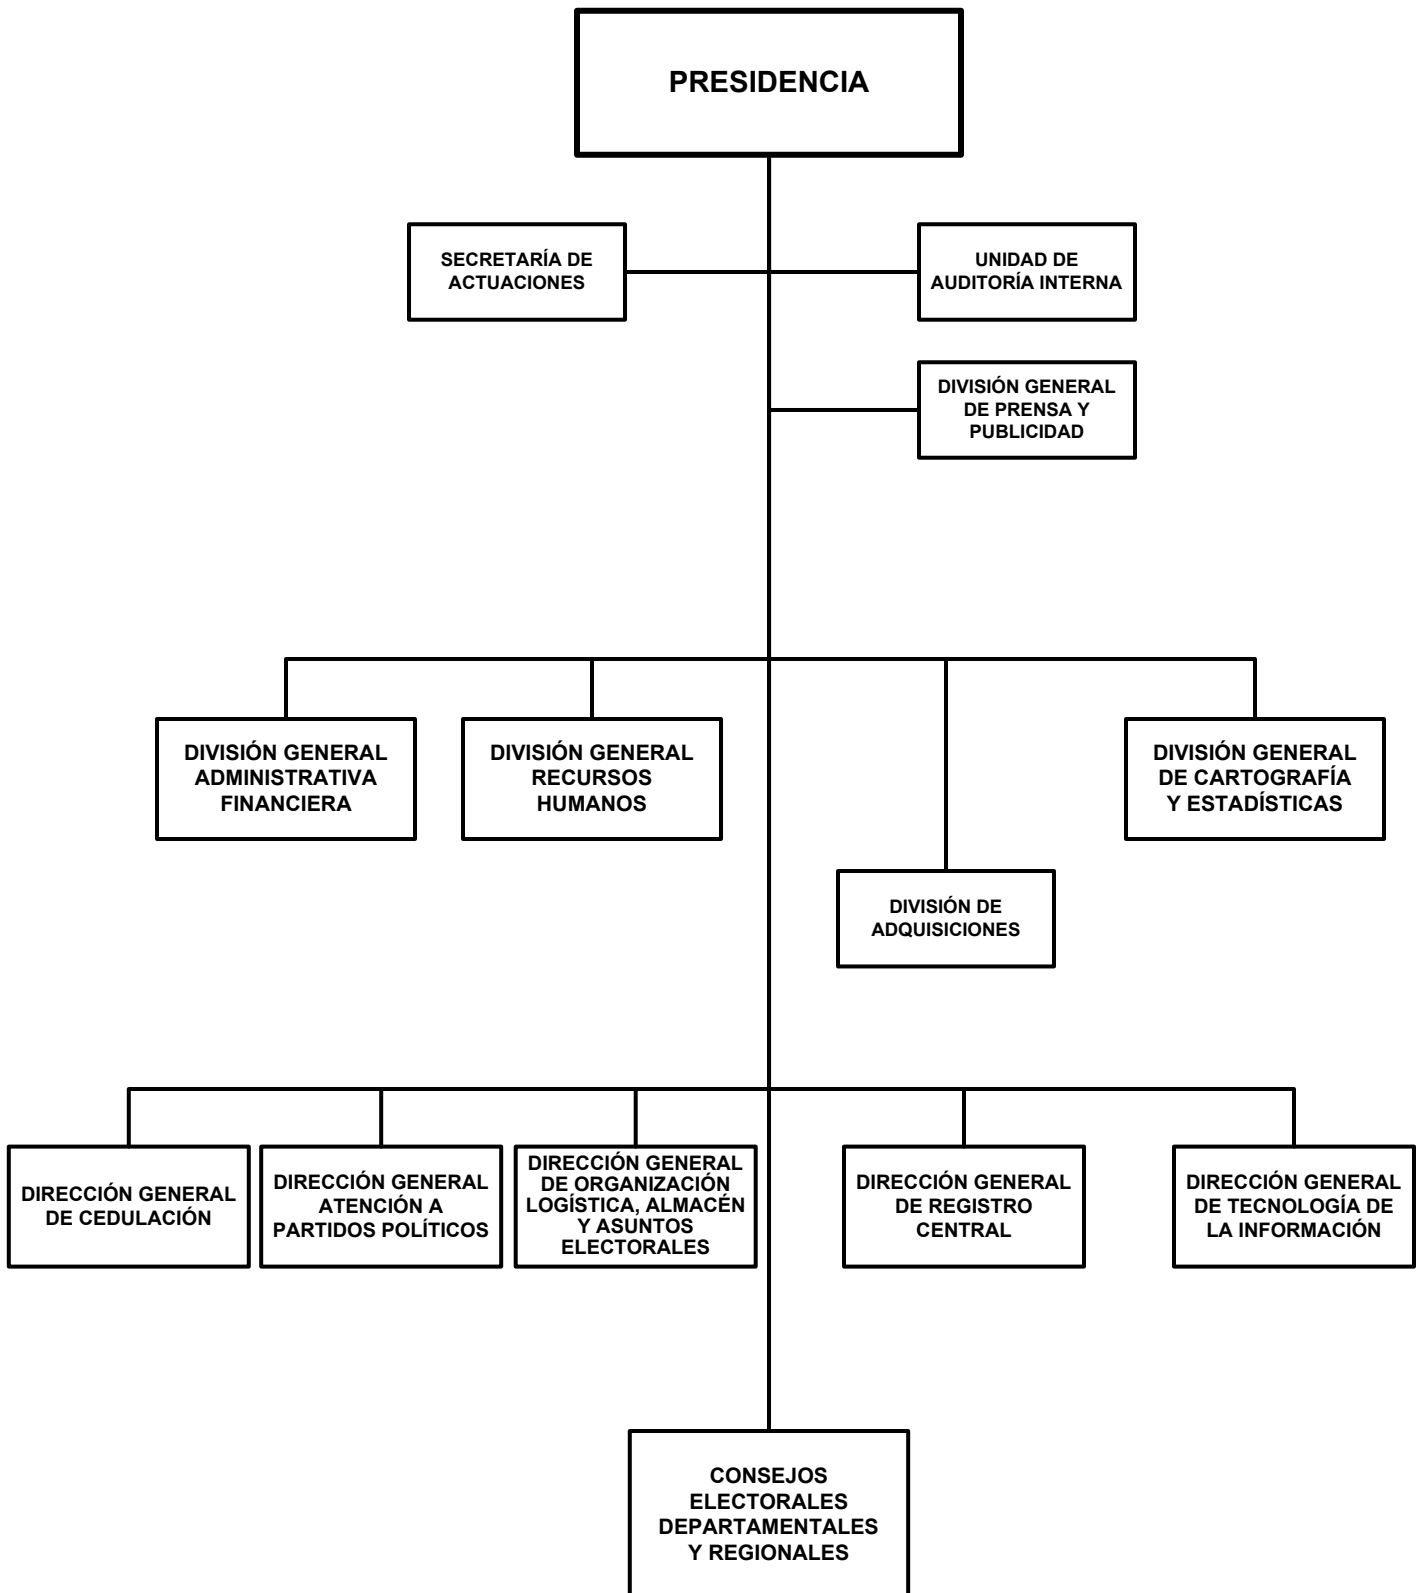 PRESIDENCIA
SECRETARÍA DE
ACTUACIONES
UNIDAD DE
AUDITORÍA INTERNA
DIVISIÓN GENERAL
DE PRENSA Y
PUBLICIDAD
DIVISIÓN GENERAL
ADMINISTRATIVA
FINANCIERA
DIVISIÓN GENERAL
RECURSOS
HUMANOS
DIVISIÓN GENERAL
DE CARTOGRAFÍA
Y ESTADÍSTICAS
DIVISIÓN DE
ADQUISICIONES
DIRECCIÓN GENERAL
DE CEDULACIÓN
DIRECCIÓN GENERAL
ATENCIÓN A
PARTIDOS POLÍTICOS
DIRECCIÓN GENERAL
DE ORGANIZACIÓN
LOGÍSTICA, ALMACÉN
Y ASUNTOS
ELECTORALES
DIRECCIÓN GENERAL
DE REGISTRO
CENTRAL
DIRECCIÓN GENERAL
DE TECNOLOGÍA DE
LA INFORMACIÓN
CONSEJOS
ELECTORALES
DEPARTAMENTALES
Y REGIONALES